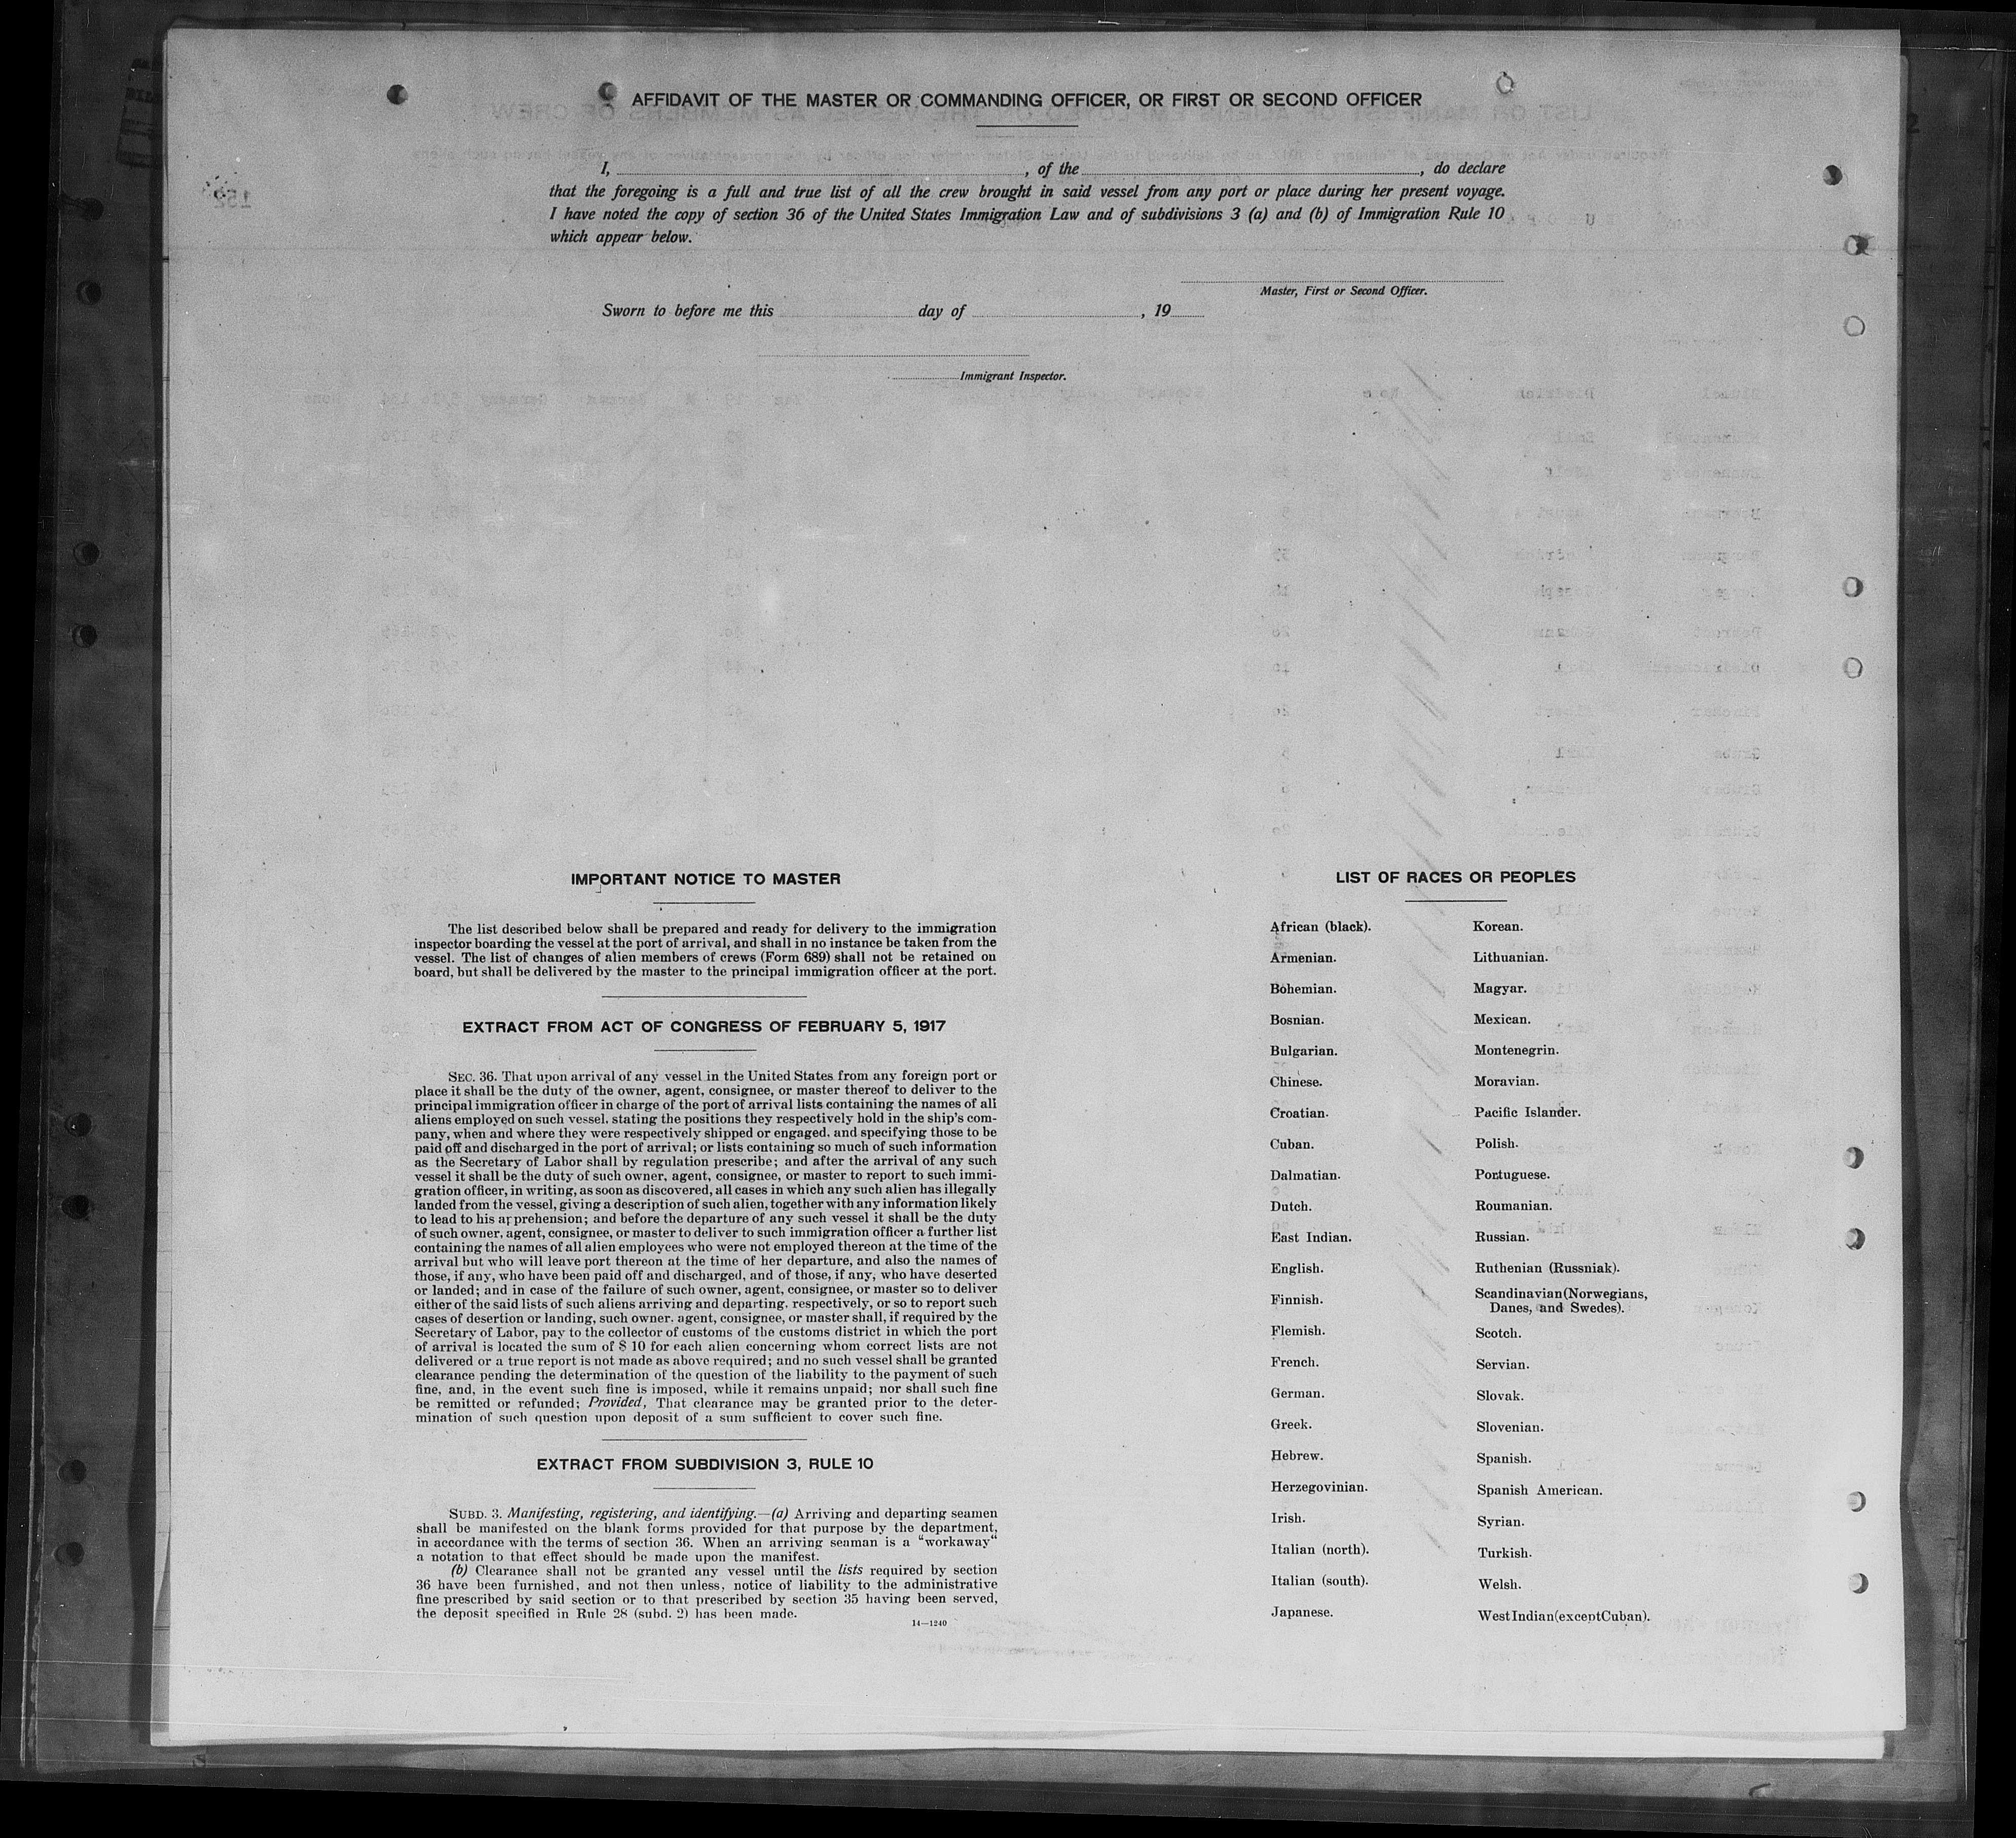 AFFIDAVIT OF THE MASTER OR COMMANDING OFFICER, OR FIRST OR SECOND OFFICER
I, , of the , do declare
that the foregoing is a full and true list of all the crew brought in said vessel from any port or place during her present voyage.
I have noted the copy of section 36 of the United States Immigration Law and of subdivisions 3 (a) and (b) of Immigration Rule 10
which appear below.
Master, First or Second Officer.
Sworn to before me this day of , 19
Immigrant Inspector.
IMPORTANT NOTICE TO MASTER
The list described below shall be prepared and ready for delivery to the immigration
inspector boarding the vessel at the port of arrival, and shall in no instance be taken from the
vessel. The list of changes of alien members of crews (Form 689) shall not be retained on
board, but shall be delivered by the master to the principal immigration officer at the port.
EXTRACT FROM ACT OF CONGRESS OF FEBRUARY 5, 1917
SEC. 36. That upon arrival of any vessel in the United States from any foreign port or
place it shall be the duty of the owner, agent, consignee, or master thereof to deliver to the
principal immigration officer in charge of the port of arrival lists containing the names of all
aliens employed on such vessel, stating the positions they respectively hold in the ship's com-
pany, when and where they were respectively shipped or engaged, and specifying those to be
paid off and discharged in the port of arrival; or lists containing so much of such information
as the Secretary of Labor shall by regulation prescribe; and after the arrival of any such
vessel it shall be the duty of such owner, agent, consignee, or master to report to such immi-
gration officer, in writing, as soon as discovered, all cases in which any such alien has illegally
landed from the vessel, giving a description of such alien, together with any information likely
to lead to his apprehension; and before the departure of any such vessel it shall be the duty
of such owner, agent, consignee, or master to deliver to such immigration officer a further list
containing the names of all alien employees who were not employed thereon at the time of the
arrival but who will leave port thereon at the time of her departure, and also the names of
those, if any, who have been paid off and discharged, and of those, if any, who have deserted
or landed; and in case of the failure of such owner, agent, consignee, or master so to deliver
either of the said lists of such aliens arriving and departing, respectively, or so to report such
cases of desertion or landing, such owner, agent, consignee, or master shall, if required by the
Secretary of Labor, pay to the collector of customs of the customs district in which the port
of arrival is located the sum of $ 10 for each alien concerning whom correct lists are not
delivered or a true report is not made as above required; and no such vessel shall be granted
clearance pending the determination of the question of the liability to the payment of such
fine, and, in the event such fine is imposed, while it remains unpaid; nor shall such fine
be remitted or refunded; Provided, That clearance may be granted prior to the deter-
mination of such question upon deposit of a sum sufficient to cover such fine.
EXTRACT FROM SUBDIVISION 3, RULE 10
SUBD. 3. Manifesting, registering, and identifying.—(a) Arriving and departing seamen
shall be manifested on the blank forms provided for that purpose by the department,
in accordance with the terms of section 36. When an arriving seaman is a “workaway“
a notation to that effect should be made upon the manifest.
(b) Clearance shall not be granted any vessel until the lists required by section
36 have been furnished, and not then unless, notice of liability to the administrative
fine prescribed by said section or to that prescribed by section 35 having been served,
the deposit specified in Rule 28 (subd. 2) has been made.
14—1240
LIST OF RACES OR PEOPLES
African (black).
Armenian.
Bohemian.
Bosnian.
Bulgarian.
Chinese.
Croatian.
Cuban.
Dalmatian.
Dutch.
East Indian.
English.
Finnish.
Flemish.
French.
German.
Greek.
Hebrew.
Herzegovinian.
Irish.
Italian (north).
Italian (south).
Japanese.
Korean.
Lithuanian.
Magyar.
Mexican.
Montenegrin.
Moravian.
Pacific Islander.
Polish.
Portuguese.
Roumanian.
Russian.
Ruthenian (Russniak).
Scandinavian (Norwegians,
Danes, and Swedes).
Scotch.
Servian.
Slovak.
Slovenian.
Spanish.
Spanish American.
Syrian.
Turkish.
Welsh.
West Indian (except Cuban).